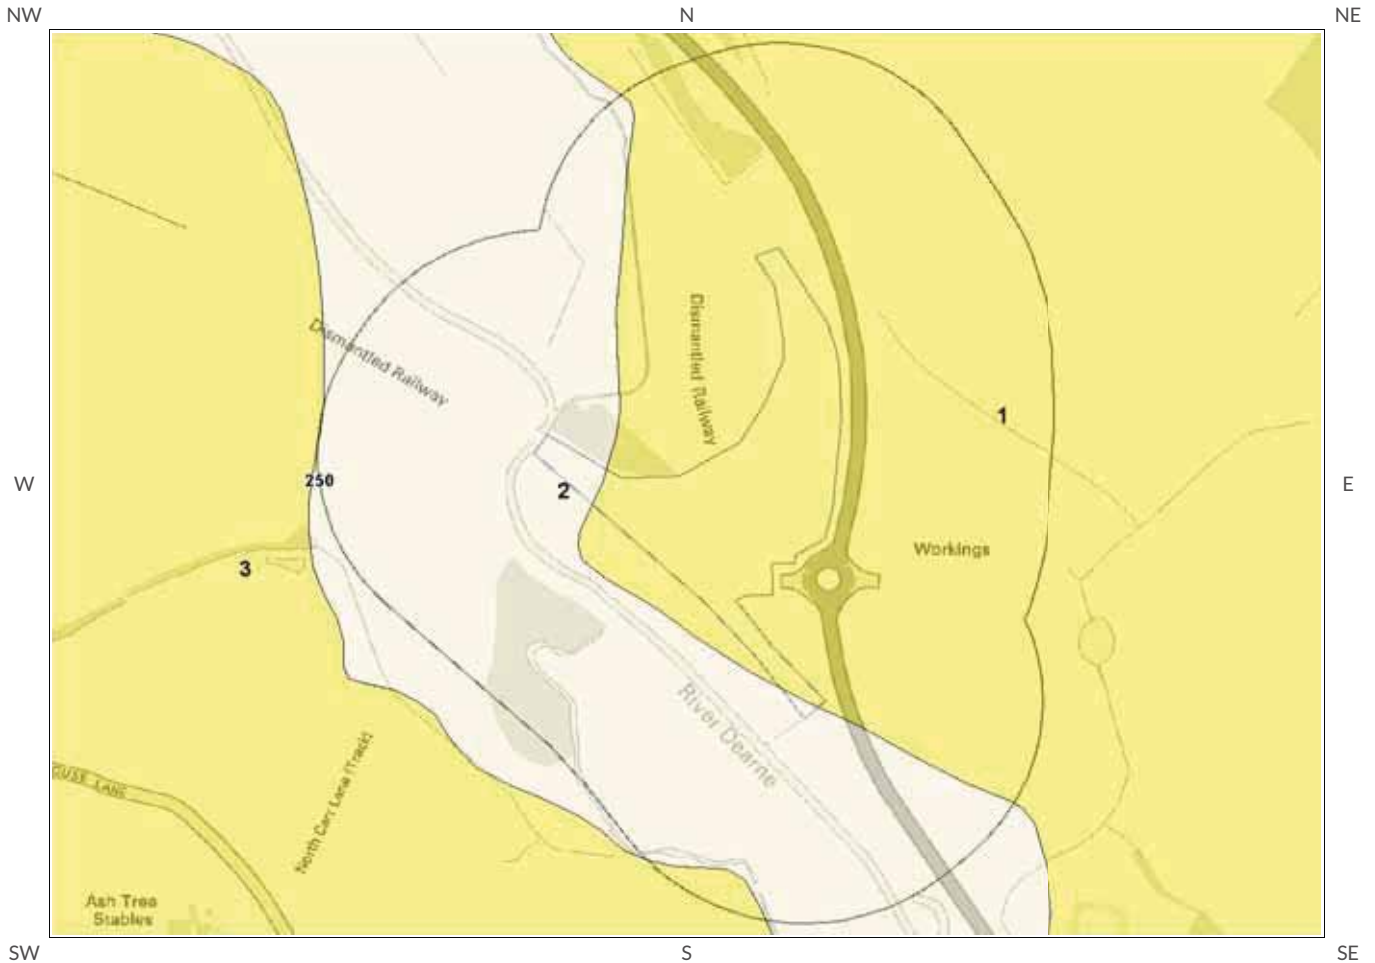 NW
N
NE
Dismantled Railway
Dismantled Railway
1
W
250
2
E
Workings
3
River Dearne
North Carr Lane (Track)
Ash Tree
Stables
SW
S
SE